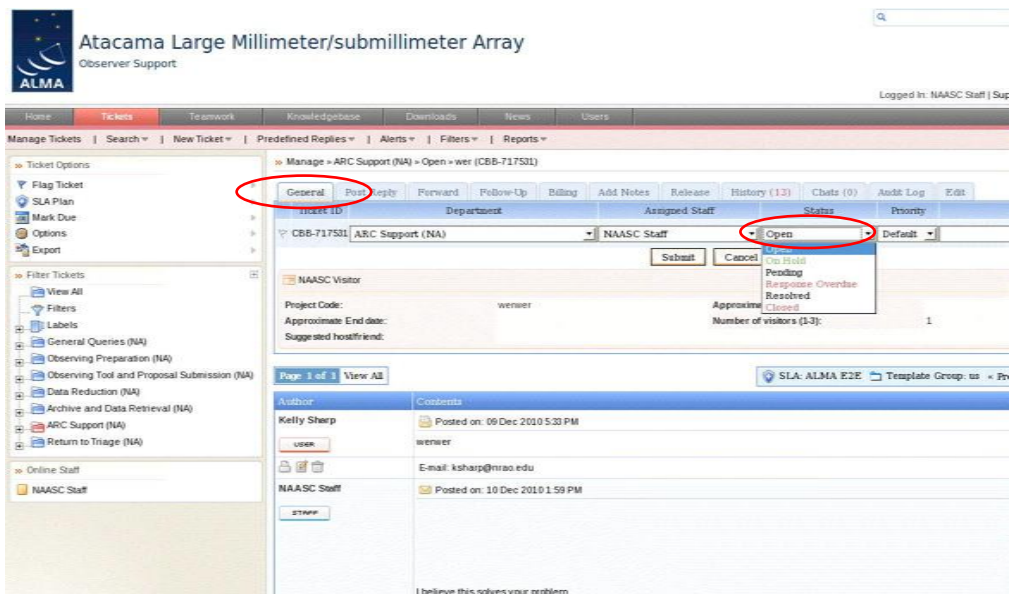 Atacama Large Millimeter/submillimeter Array
Observer Support
ALMA
Logged In: NAASC Staff | Sup
Home Tickets Teamwork Knowledgebase Downloads News Users
Manage Tickets | Search | New Ticket | Predefined Replies | Alerts | Filters | Reports
» Ticket Options
Flag Ticket
SLA Plan
Mark Due
Options
Export
» Filter Tickets
View All
Filters
Labels
General Queries (NA)
Observing Preparation (NA)
Observing Tool and Proposal Submission (NA)
Data Reduction (NA)
Archive and Data Retrieval (NA)
ARC Support (NA)
Return to Triage (NA)
» Online Staff
NAASC Staff
» Manage » ARC Support (NA) » Open » wer (CBB-717531)
General Post Reply Forward Follow-Up Billing Add Notes Release History (13) Chats (0) Audit Log Edit
Ticket ID Department Assigned Staff Status Priority
CBB-717531 ARC Support (NA) NAASC Staff Open Default
Open
On Hold
Pending
Response Overdue
Resolved
Closed
Submit Cancel
NAASC Visitor
Project Code: wenwer Approxima
Approximate End date: Number of visitors (1-3): 1
Suggested host/friend:
Page 1 of 1 View All
SLA: ALMA E2E Template Group: us « Pr
Author Contents
Kelly Sharp Posted on: 09 Dec 2010 5:33 PM
USER wenwer
E-mail: ksharp@nrao.edu
NAASC Staff Posted on: 10 Dec 2010 1:59 PM
STAFF
I believe this solves your problem